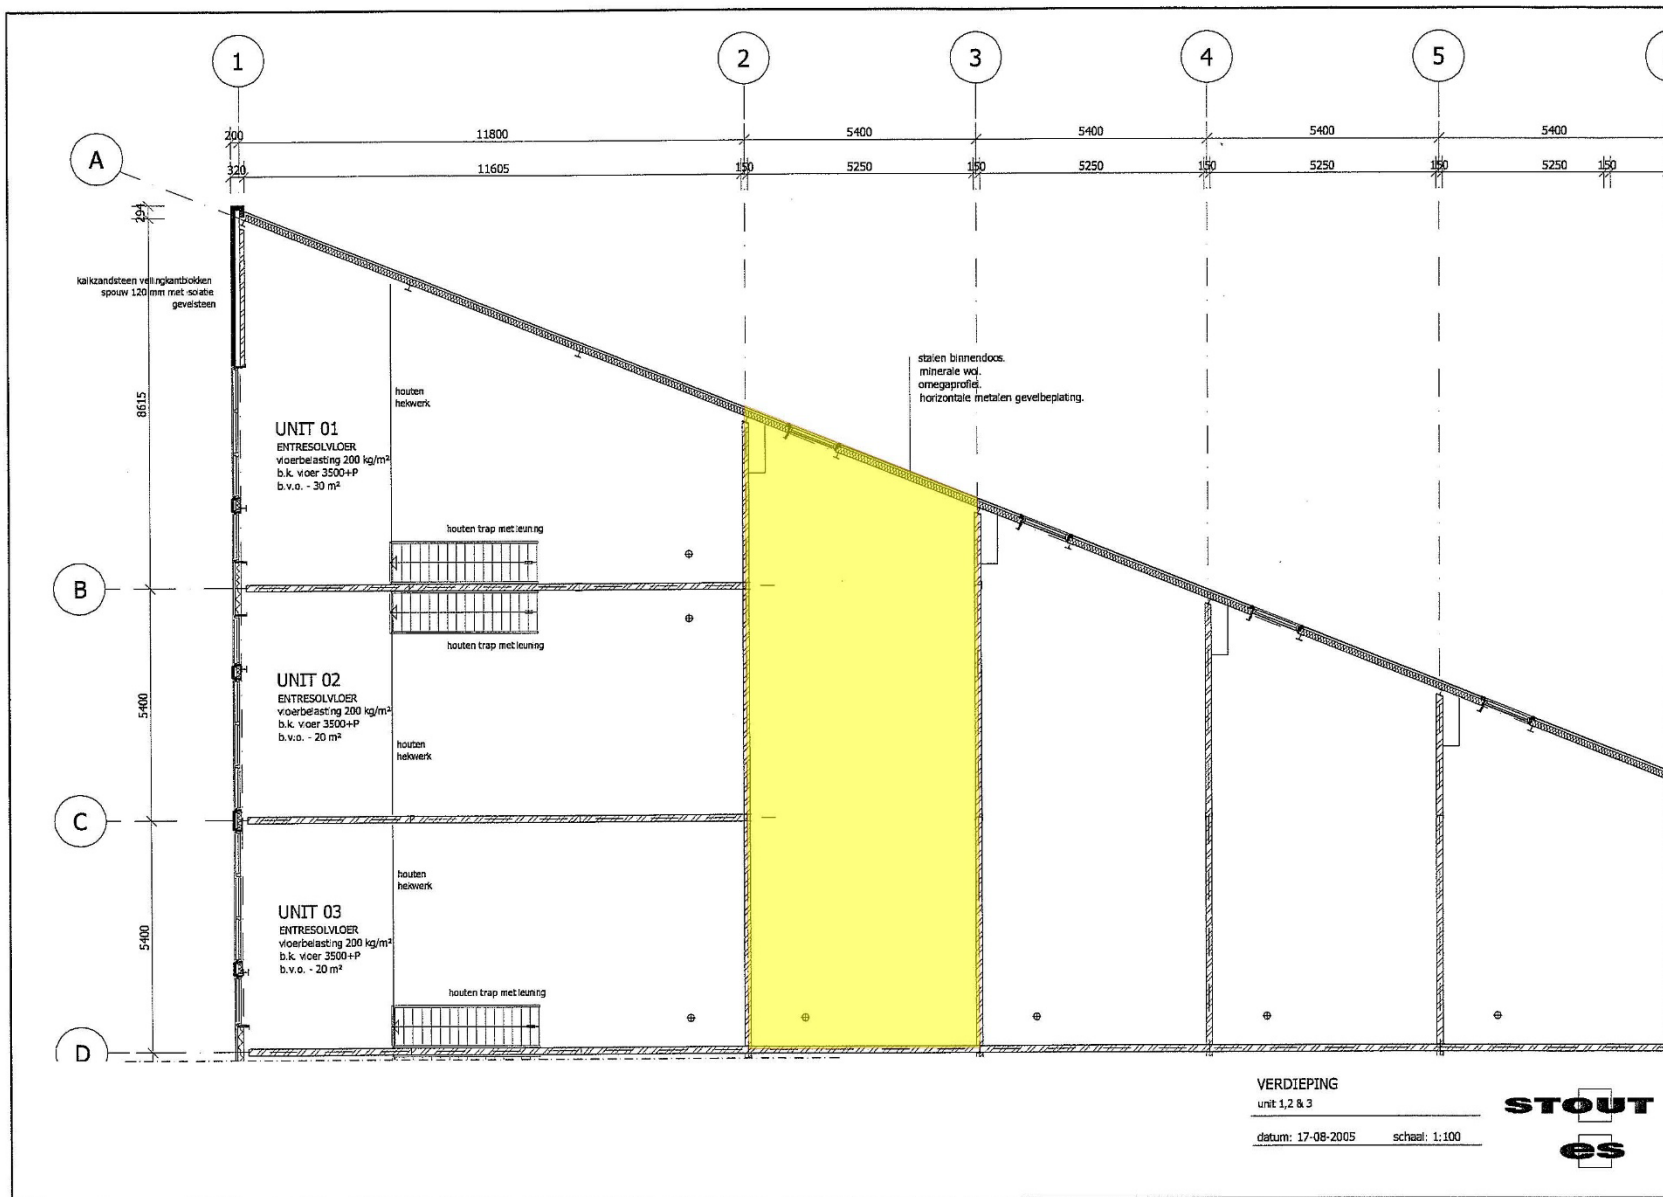 1
2
3
4
5
200
11800
5400
5400
5400
5400
A
320
11605
150
5250
150
5250
150
5250
150
5250
150
294
kalkzandsteen vellingkantblokken
spouw 120 mm met isolatie
gevelsteen
stalen binnendoos.
minerale wol.
omegaprofiel.
horizontale metalen gevelbeplating.
8615
houten
hekwerk
UNIT 01
ENTRESOLVLOER
vloerbelasting 200 kg/m²
b.k. vloer 3500+P
b.v.o. - 30 m²
houten trap met leuning
B
houten trap met leuning
UNIT 02
ENTRESOLVLOER
vloerbelasting 200 kg/m²
b.k. vloer 3500+P
b.v.o. - 20 m²
5400
houten
hekwerk
C
houten
hekwerk
UNIT 03
ENTRESOLVLOER
vloerbelasting 200 kg/m²
b.k. vloer 3500+P
b.v.o. - 20 m²
5400
houten trap met leuning
D
VERDIEPING
unit 1,2 & 3
datum: 17-08-2005 schaal: 1:100
STOUT
es